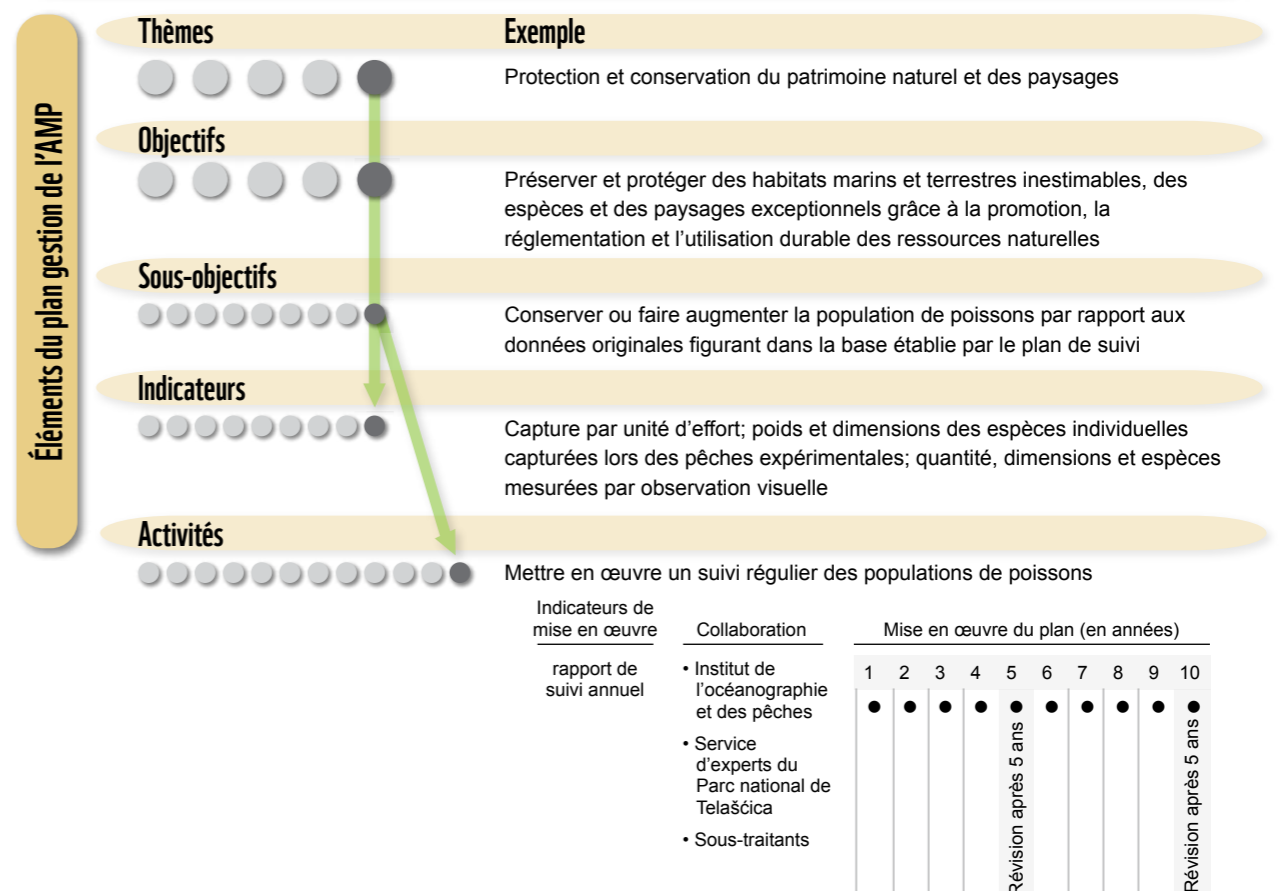 Éléments du plan gestion de l'AMP
Thèmes
Exemple
Protection et conservation du patrimoine naturel et des paysages
Objectifs
Préserver et protéger des habitats marins et terrestres inestimables, des
espèces et des paysages exceptionnels grâce à la promotion, la
réglementation et l'utilisation durable des ressources naturelles
Sous-objectifs
Conserver ou faire augmenter la population de poissons par rapport aux
données originales figurant dans la base établie par le plan de suivi
Indicateurs
Capture par unité d'effort; poids et dimensions des espèces individuelles
capturées lors des pêches expérimentales; quantité, dimensions et espèces
mesurées par observation visuelle
Activités
Mettre en œuvre un suivi régulier des populations de poissons
Indicateurs de
mise en œuvre
rapport de
suivi annuel
Collaboration
• Institut de
l'océanographie
et des pêches
• Service
d'experts du
Parc national de
Telašćica
• Sous-traitants
Mise en œuvre du plan (en années)
1 2 3 4 5 6 7 8 9 10
Révision après 5 ans
Révision après 5 ans